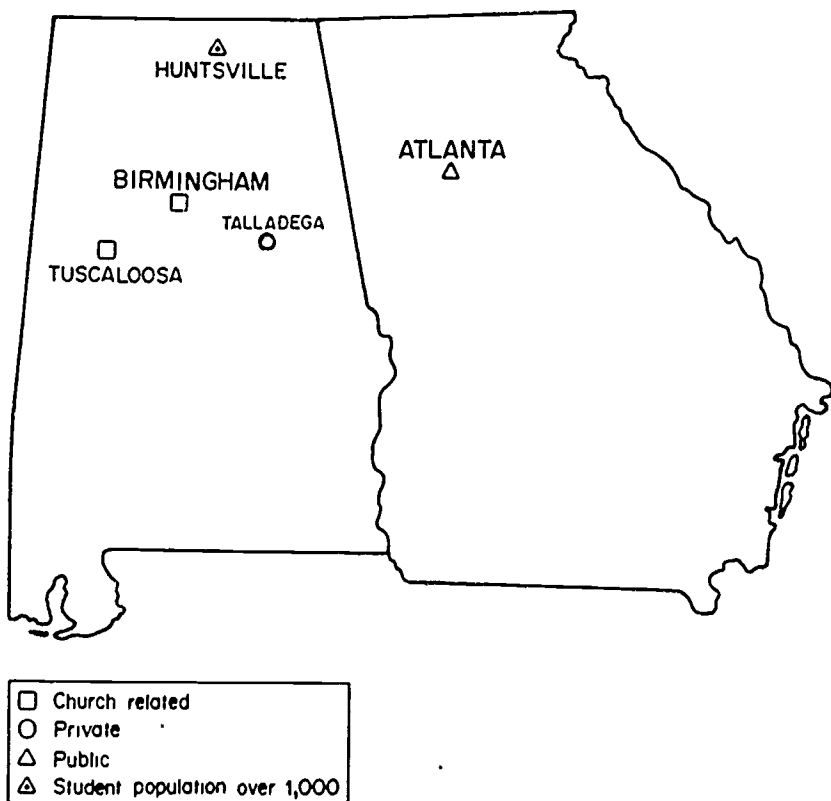 HUNTSVILLE
ATLANTA
BIRMINGHAM
TALLADEGA
TUSCALOOSA
Church related
Private
Public
Student population over 1,000